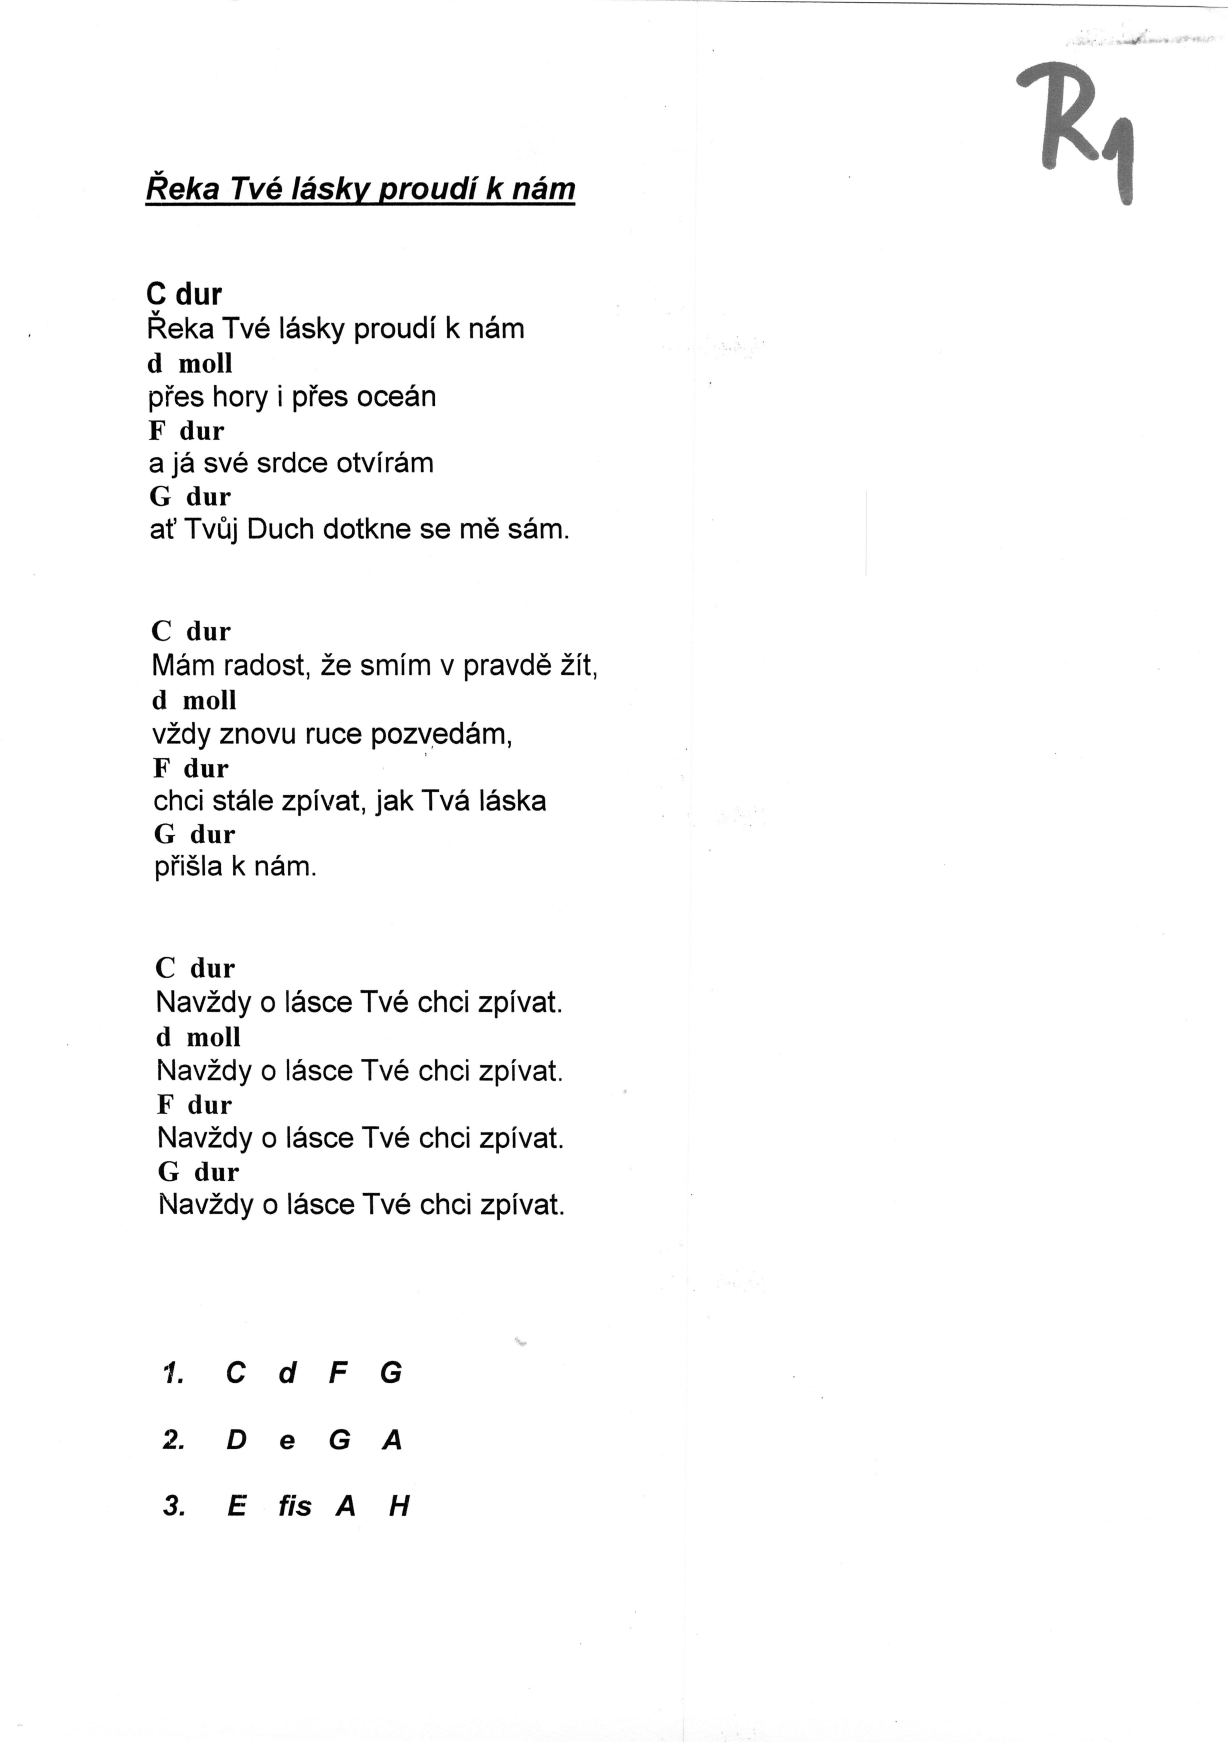 R1
Řeka Tvé lásky proudí k nám
C dur
Řeka Tvé lásky proudí k nám
d moll
přes hory i přes oceán
F dur
a já své srdce otvírám
G dur
ať Tvůj Duch dotkne se mě sám.
C dur
Mám radost, že smím v pravdě žít,
d moll
vždy znovu ruce pozvedám,
F dur
chci stále zpívat, jak Tvá láska
G dur
přišla k nám.
C dur
Navždy o lásce Tvé chci zpívat.
d moll
Navždy o lásce Tvé chci zpívat.
F dur
Navždy o lásce Tvé chci zpívat.
G dur
Navždy o lásce Tvé chci zpívat.
1. C d F G
2. D e G A
3. E fis A H